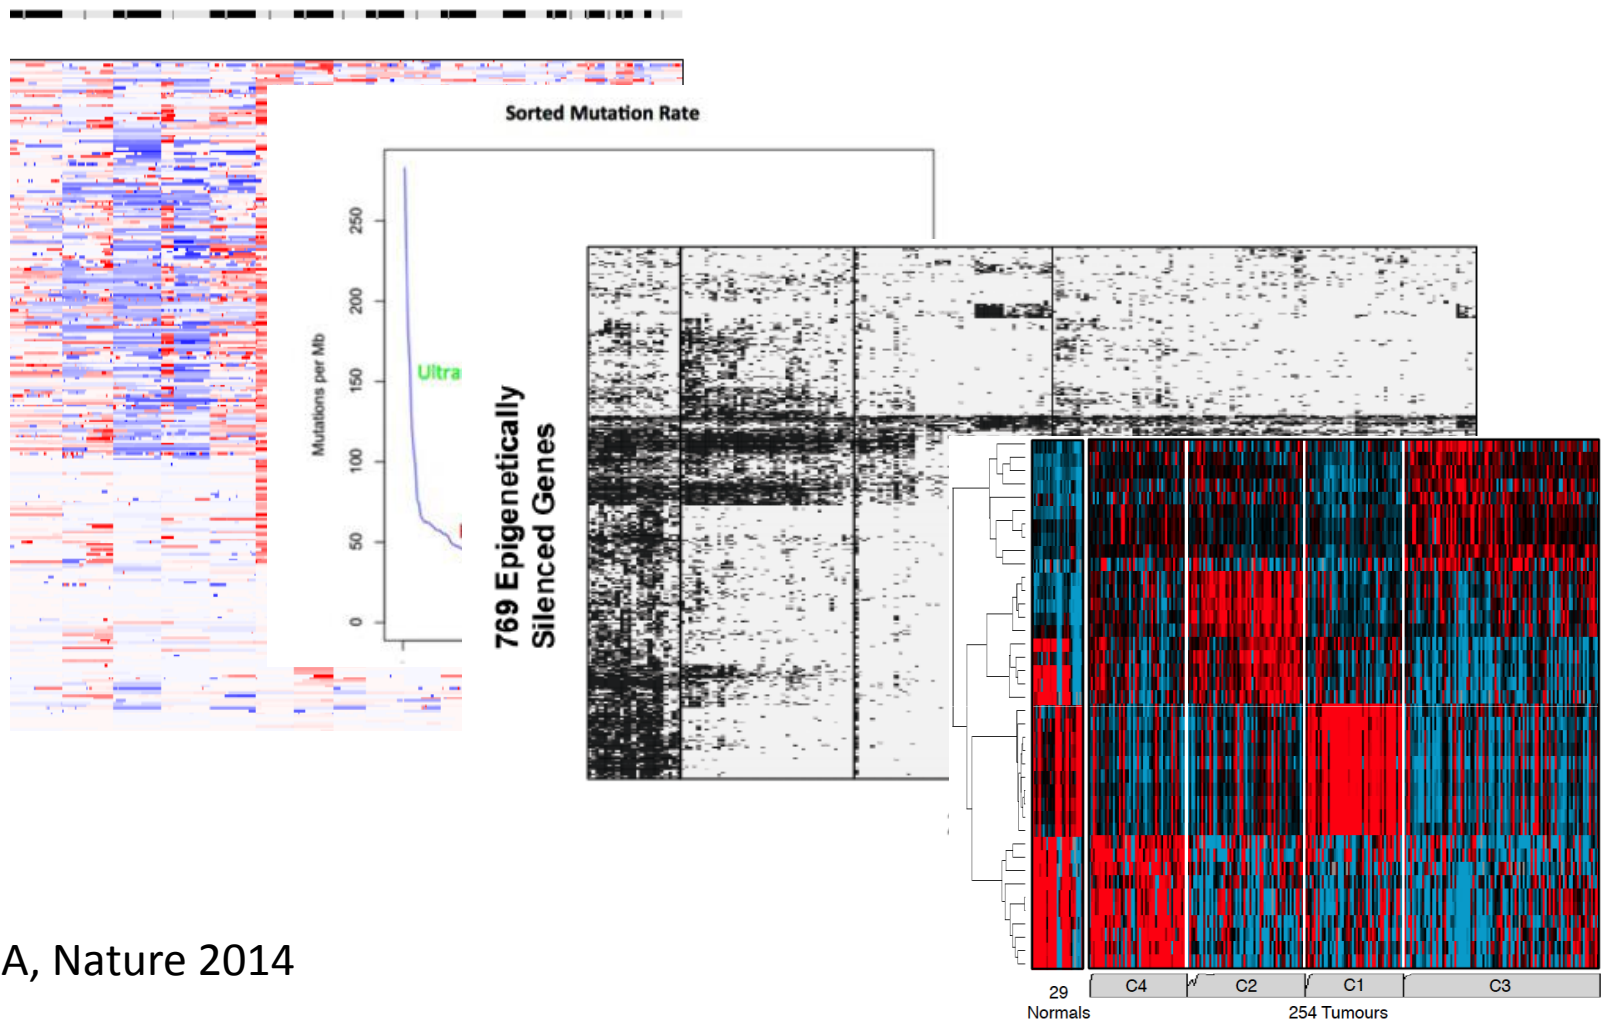 Sorted Mutation Rate
Mutations per Mb
250
200
150
100
50
0
Ultra
769 Epigenetically
Silenced Genes
A, Nature 2014
29
Normals
C4
C2
C1
C3
254 Tumours